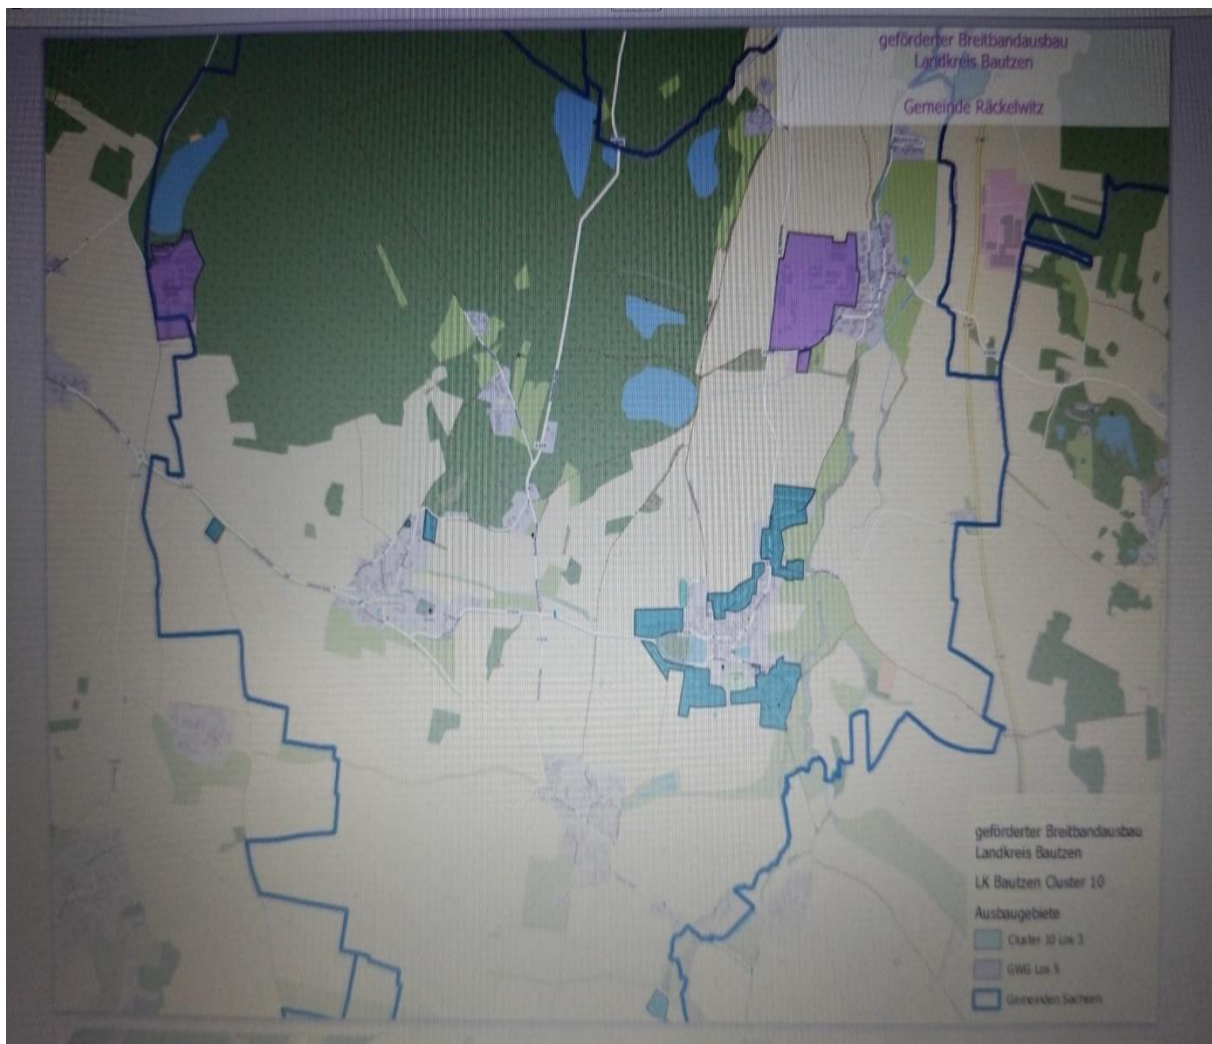 geförderter Breitbandausbau
Landkreis Bautzen
Gemeinde Räckelwitz
geförderter Breitbandausbau
Landkreis Bautzen
LK Bautzen Cluster 10
Ausbaugebiete
Cluster 10 Los 3
GWG Los X
Gemeinden Sachsen